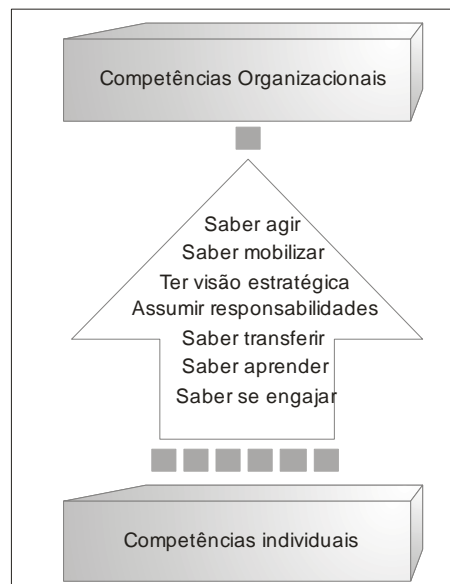 Competências Organizacionais
Saber agir
Saber mobilizar
Ter visão estratégica
Assumir responsabilidades
Saber transferir
Saber aprender
Saber se engajar
Competências individuais